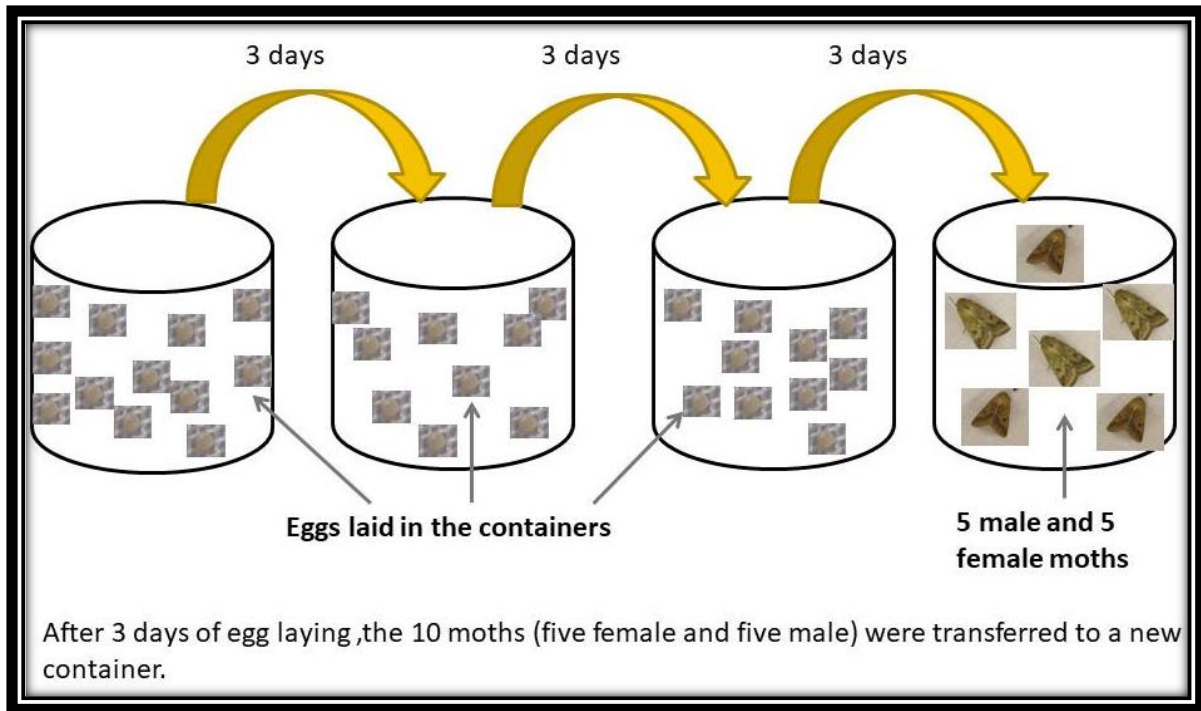 3 days
3 days
3 days
Eggs laid in the containers
5 male and 5
female moths
After 3 days of egg laying ,the 10 moths (five female and five male) were transferred to a new
container.